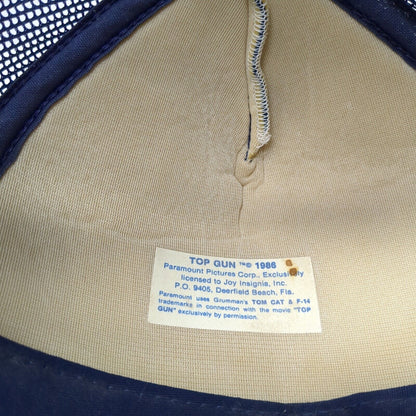 TOP GUN ™© 1986
Paramount Pictures Corp., Exclusively
licensed to Joy Insignia, Inc.
P.O. 9405, Deerfield Beach, Fla.
Paramount uses Grumman's TOM CAT & F-14
trademarks in connection with the movie "TOP
GUN" exclusively by permission.